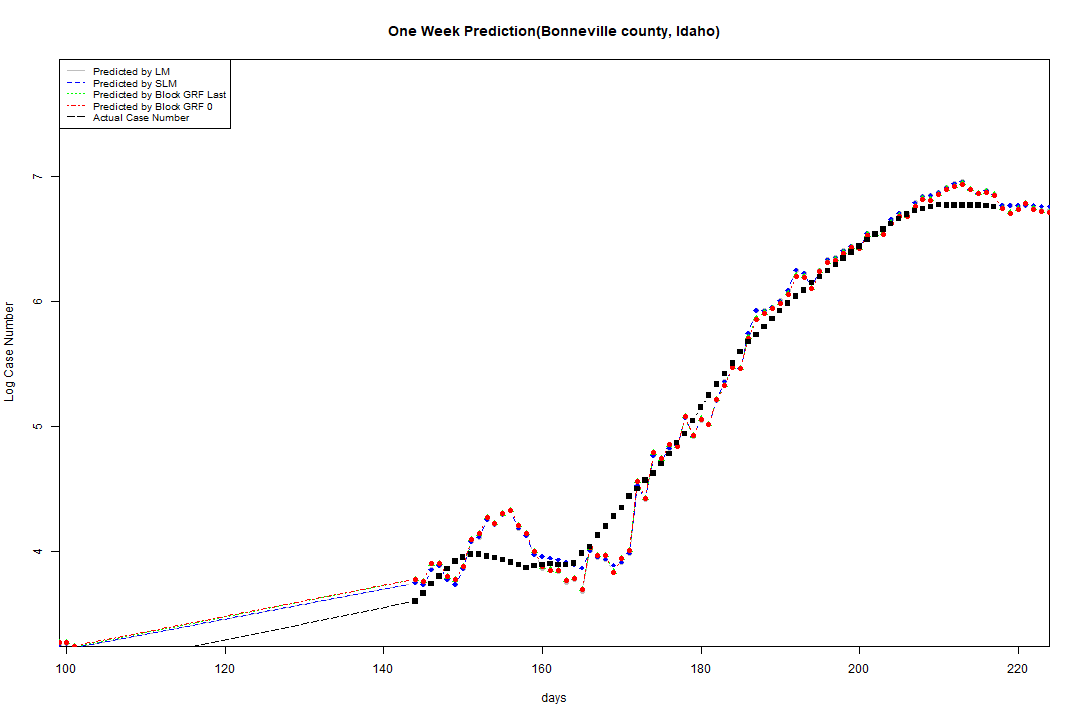 One Week Prediction(Bonneville county, Idaho)
Predicted by LM
Predicted by SLM
Predicted by Block GRF Last
Predicted by Block GRF 0
Actual Case Number
7
6
5
4
Log Case Number
100 120 140 160 180 200 220
days